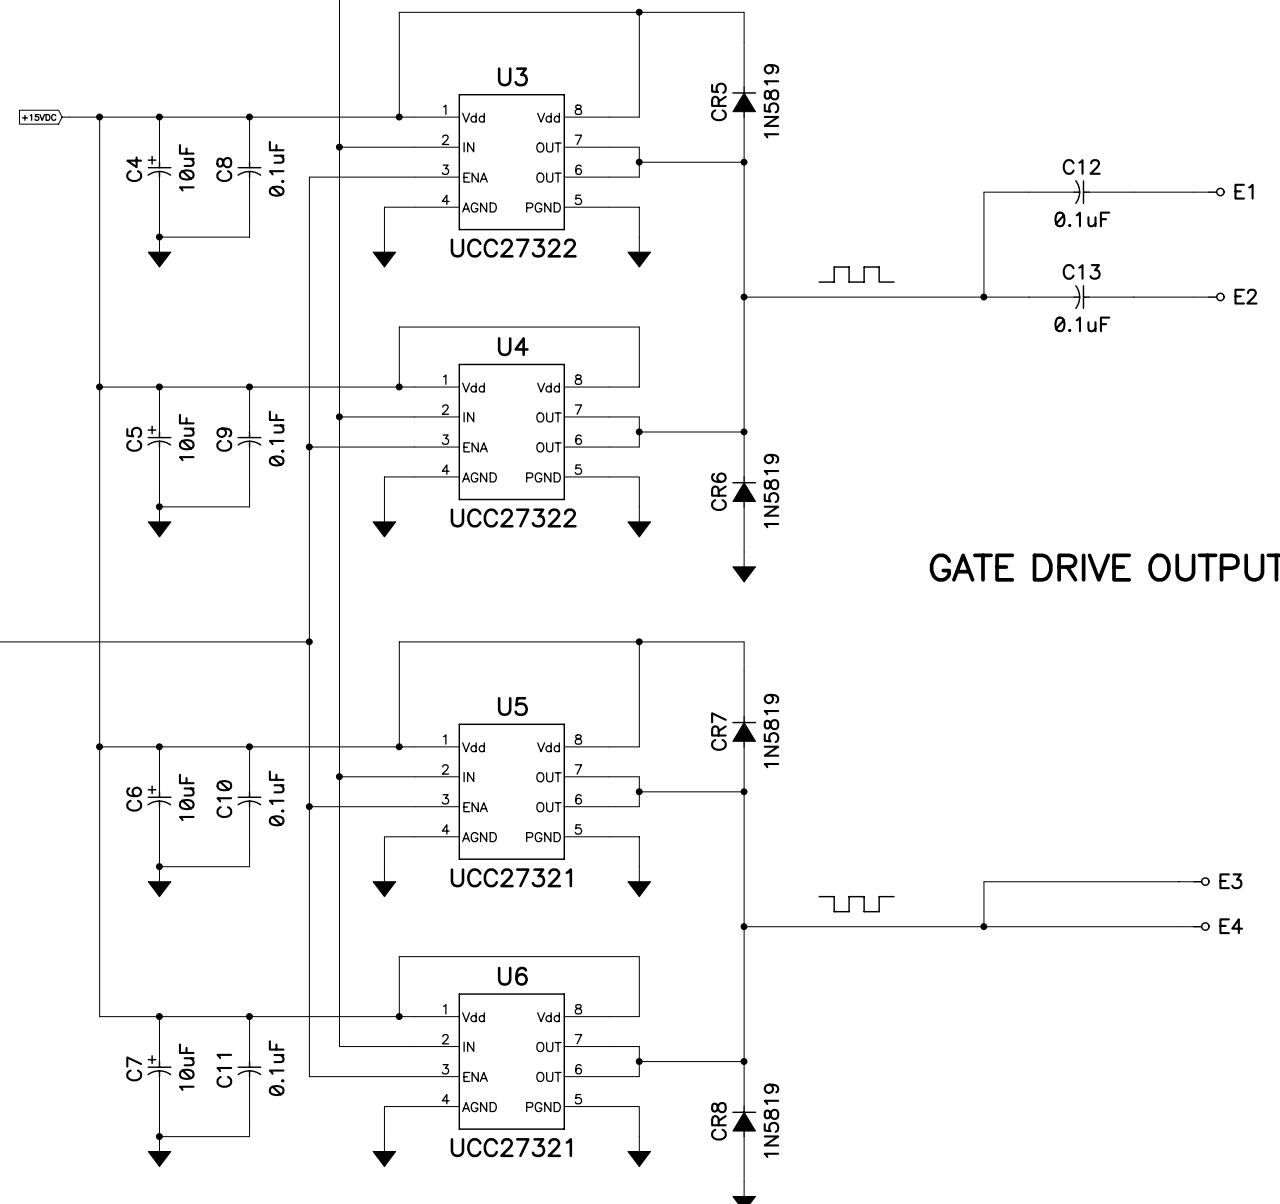 +15VDC
C4
+
10uF
C8
0.1uF
U3
1 Vdd Vdd 8
2 IN OUT 7
3 ENA OUT 6
4 AGND PGND 5
UCC27322
CR5
1N5819
C12
0.1uF
E1
C13
0.1uF
E2
C5
+
10uF
C9
0.1uF
U4
1 Vdd Vdd 8
2 IN OUT 7
3 ENA OUT 6
4 AGND PGND 5
UCC27322
CR6
1N5819
GATE DRIVE OUTPUT
C6
+
10uF
C10
0.1uF
U5
1 Vdd Vdd 8
2 IN OUT 7
3 ENA OUT 6
4 AGND PGND 5
UCC27321
CR7
1N5819
E3
E4
C7
+
10uF
C11
0.1uF
U6
1 Vdd Vdd 8
2 IN OUT 7
3 ENA OUT 6
4 AGND PGND 5
UCC27321
CR8
1N5819